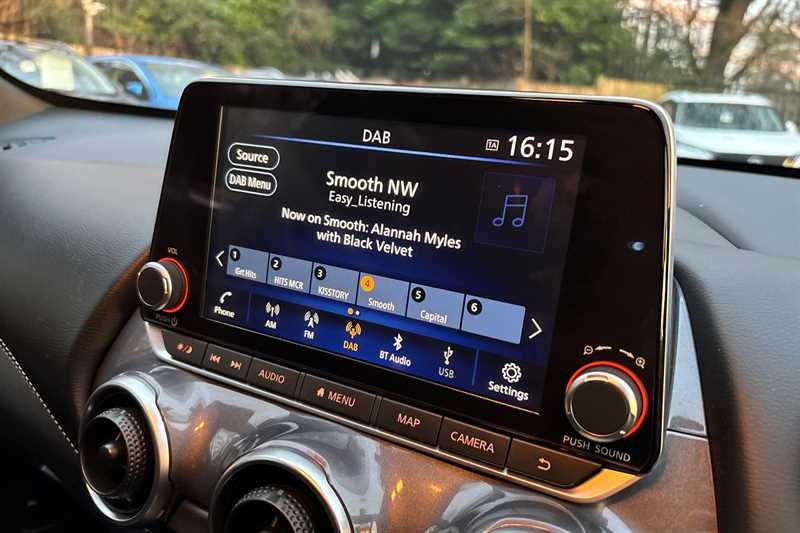 DAB
TA 16:15
Source
DAB Menu
Smooth NW
Easy_Listening
Now on Smooth: Alannah Myles
with Black Velvet
1 2 3 4 5 6
Grt Hits HITS MCR KISSTORY Smooth Capital
Phone AM FM DAB BT Audio USB Settings
VOL
PUSH
AUDIO MENU MAP CAMERA
PUSH SOUND